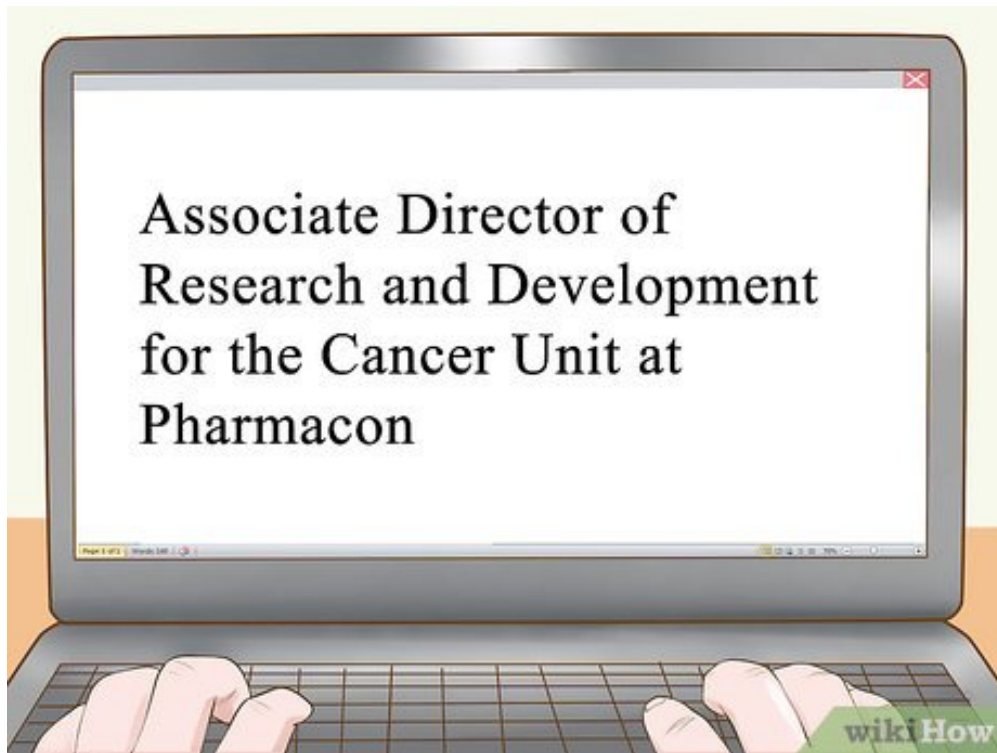 Associate Director of
Research and Development
for the Cancer Unit at
Pharmacon
wikiHow